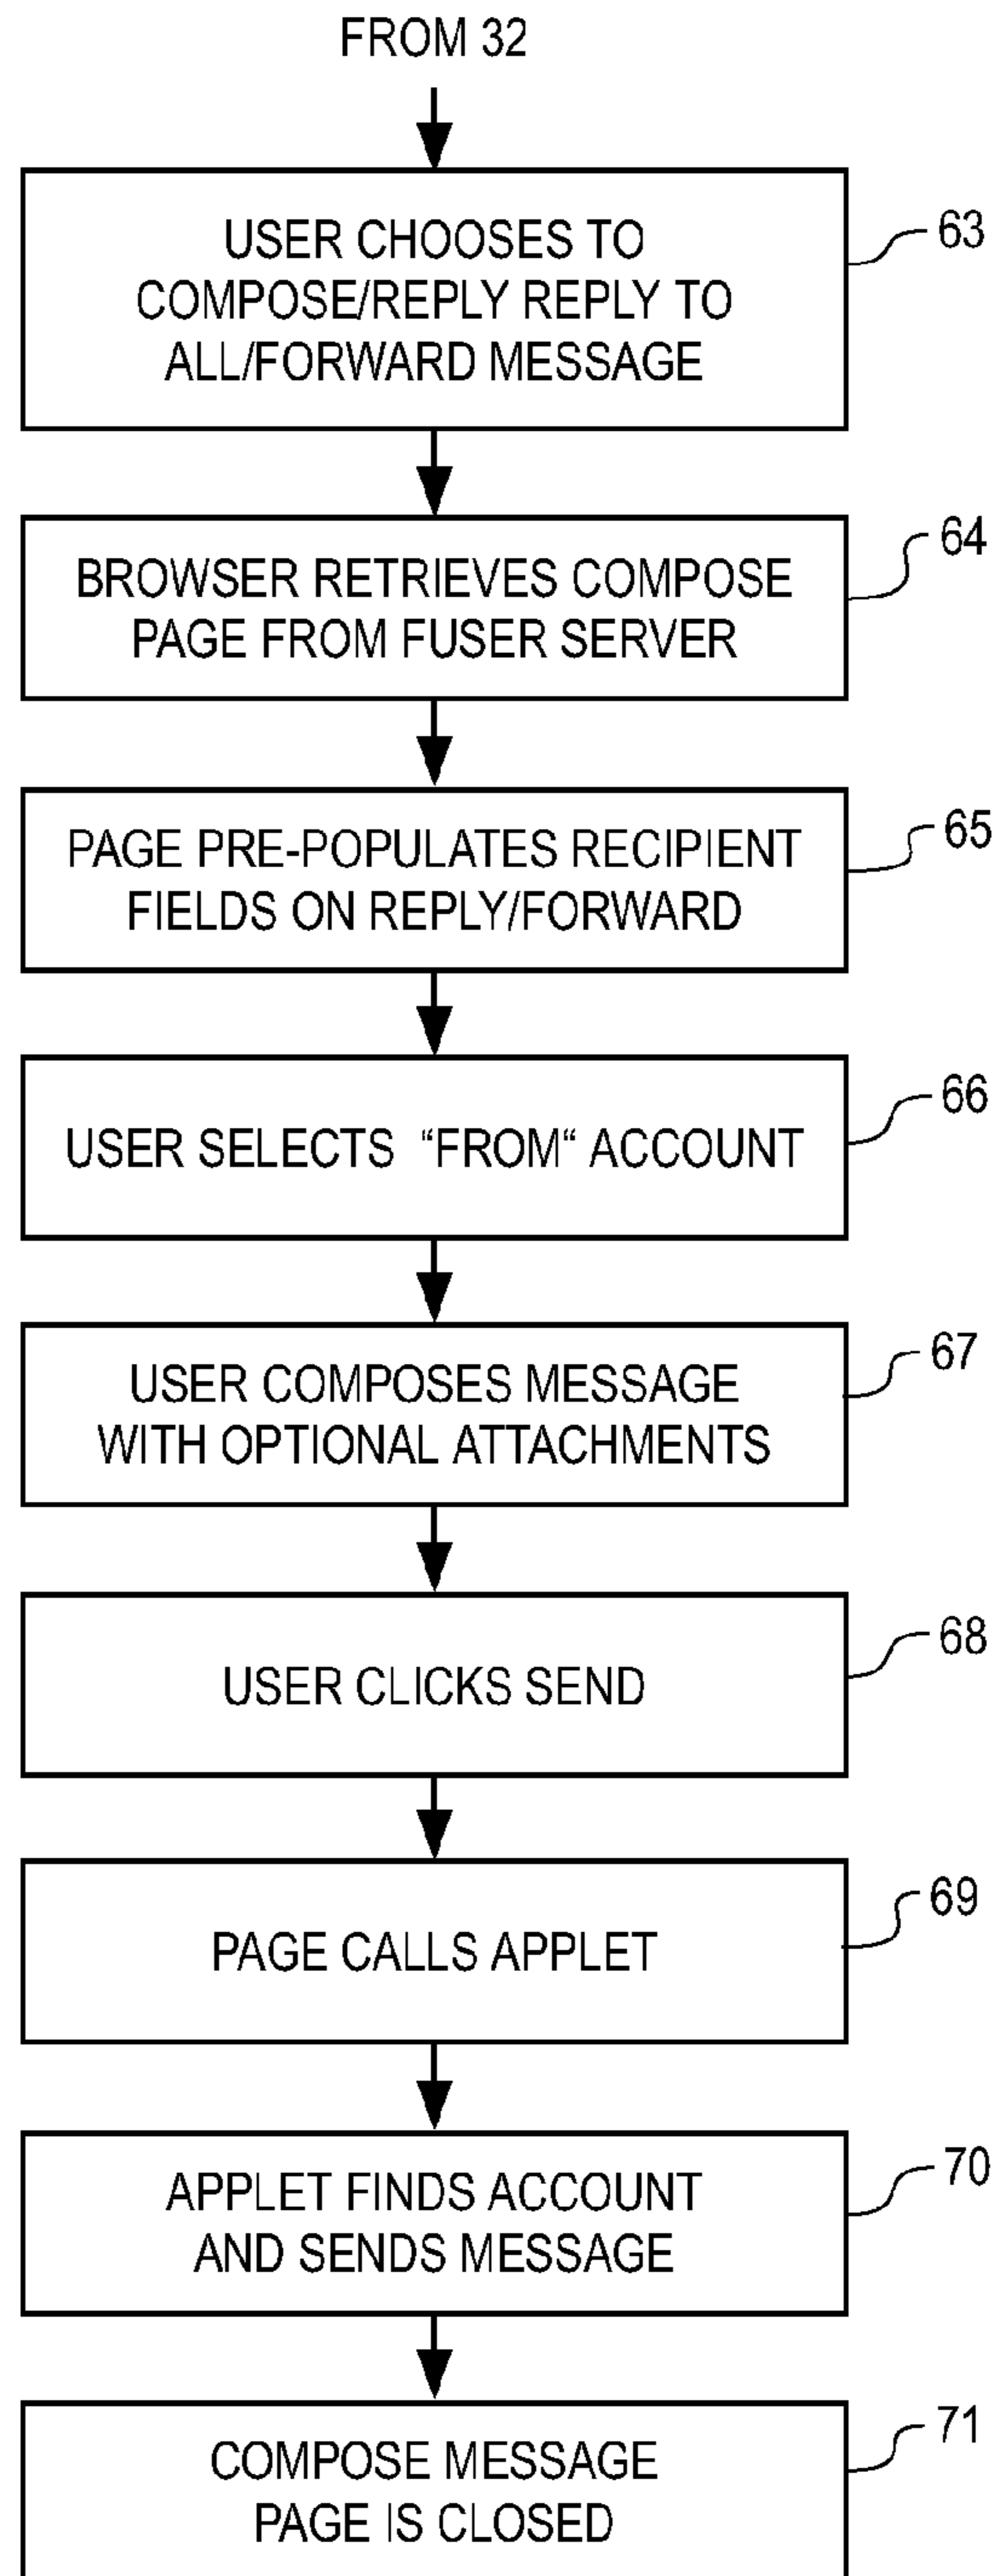 FROM 32
USER CHOOSES TO
COMPOSE/REPLY REPLY TO
ALL/FORWARD MESSAGE
63
BROWSER RETRIEVES COMPOSE
PAGE FROM FUSER SERVER
64
PAGE PRE-POPULATES RECIPIENT
FIELDS ON REPLY/FORWARD
65
USER SELECTS “FROM“ ACCOUNT
66
USER COMPOSES MESSAGE
WITH OPTIONAL ATTACHMENTS
67
USER CLICKS SEND
68
PAGE CALLS APPLET
69
APPLET FINDS ACCOUNT
AND SENDS MESSAGE
70
COMPOSE MESSAGE
PAGE IS CLOSED
71